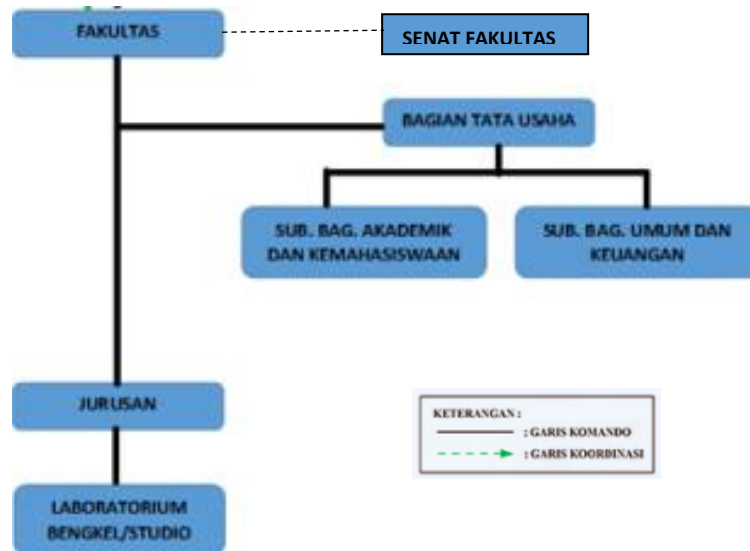 FAKULTAS
SENAT FAKULTAS
BAGIAN TATA USAHA
SUB. BAG. AKADEMIK
DAN KEMAHASISWAAN
SUB. BAG. UMUM DAN
KEUANGAN
JURUSAN
KETERANGAN :
: GARIS KOMANDO
: GARIS KOORDINASI
LABORATORIUM
BENGKEL/STUDIO